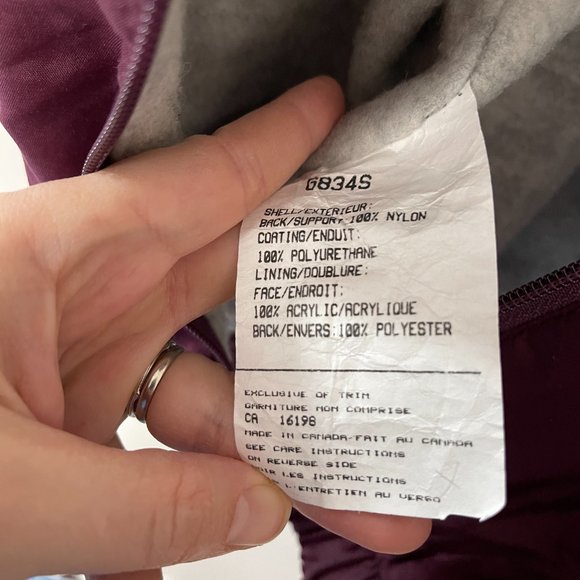 6834S
SHELL/EXTERIEUR:
BACK/SUPPORT:100% NYLON
COATING/ENDUIT:
100% POLYURETHANE
LINING/DOUBLURE:
FACE/ENDROIT:
100% ACRYLIC/ACRYLIQUE
BACK/ENVERS:100% POLYESTER
EXCLUSIVE OF TRIM
GARNITURE NON COMPRISE
CA 16198
MADE IN CANADA-FAIT AU CANADA
SEE CARE INSTRUCTIONS
ON REVERSE SIDE
LES INSTRUCTIONS
L'ENTRETIEN AU VERSO